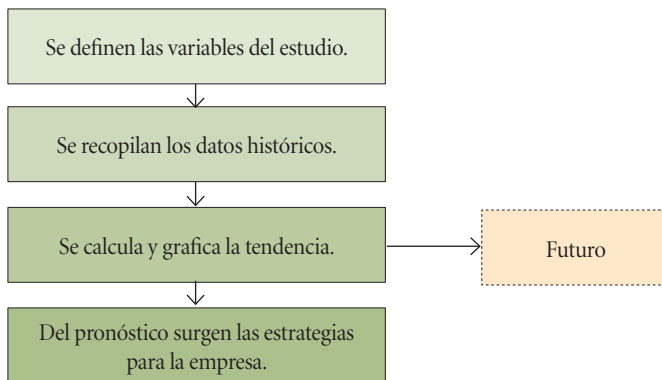 Se definen las variables del estudio.
Se recopilan los datos históricos.
Se calcula y grafica la tendencia.
Futuro
Del pronóstico surgen las estrategias
para la empresa.